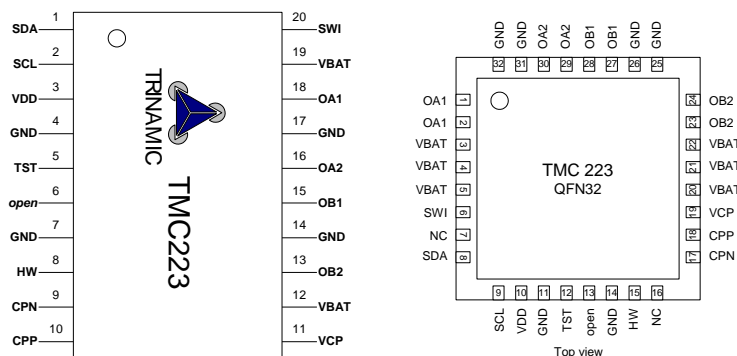 1
SDA
2
SCL
3
VDD
4
GND
5
TST
6
open
7
GND
8
HW
9
CPN
10
CPP
20
SWI
19
VBAT
18
OA1
17
GND
16
OA2
15
OB1
14
GND
13
OB2
12
VBAT
11
VCP
TRINAMIC
TMC223
GND GND OA2 OA2 OB1 OB1 GND GND
32 31 30 29 28 27 26 25
OA1 1
OA1 2
VBAT 3
VBAT 4
VBAT 5
SWI 6
NC 7
SDA 8
TMC 223
QFN32
24 OB2
23 OB2
22 VBAT
21 VBAT
20 VBAT
19 VCP
18 CPP
17 CPN
9 10 11 12 13 14 15 16
SCL VDD GND TST open GND HW NC
Top view